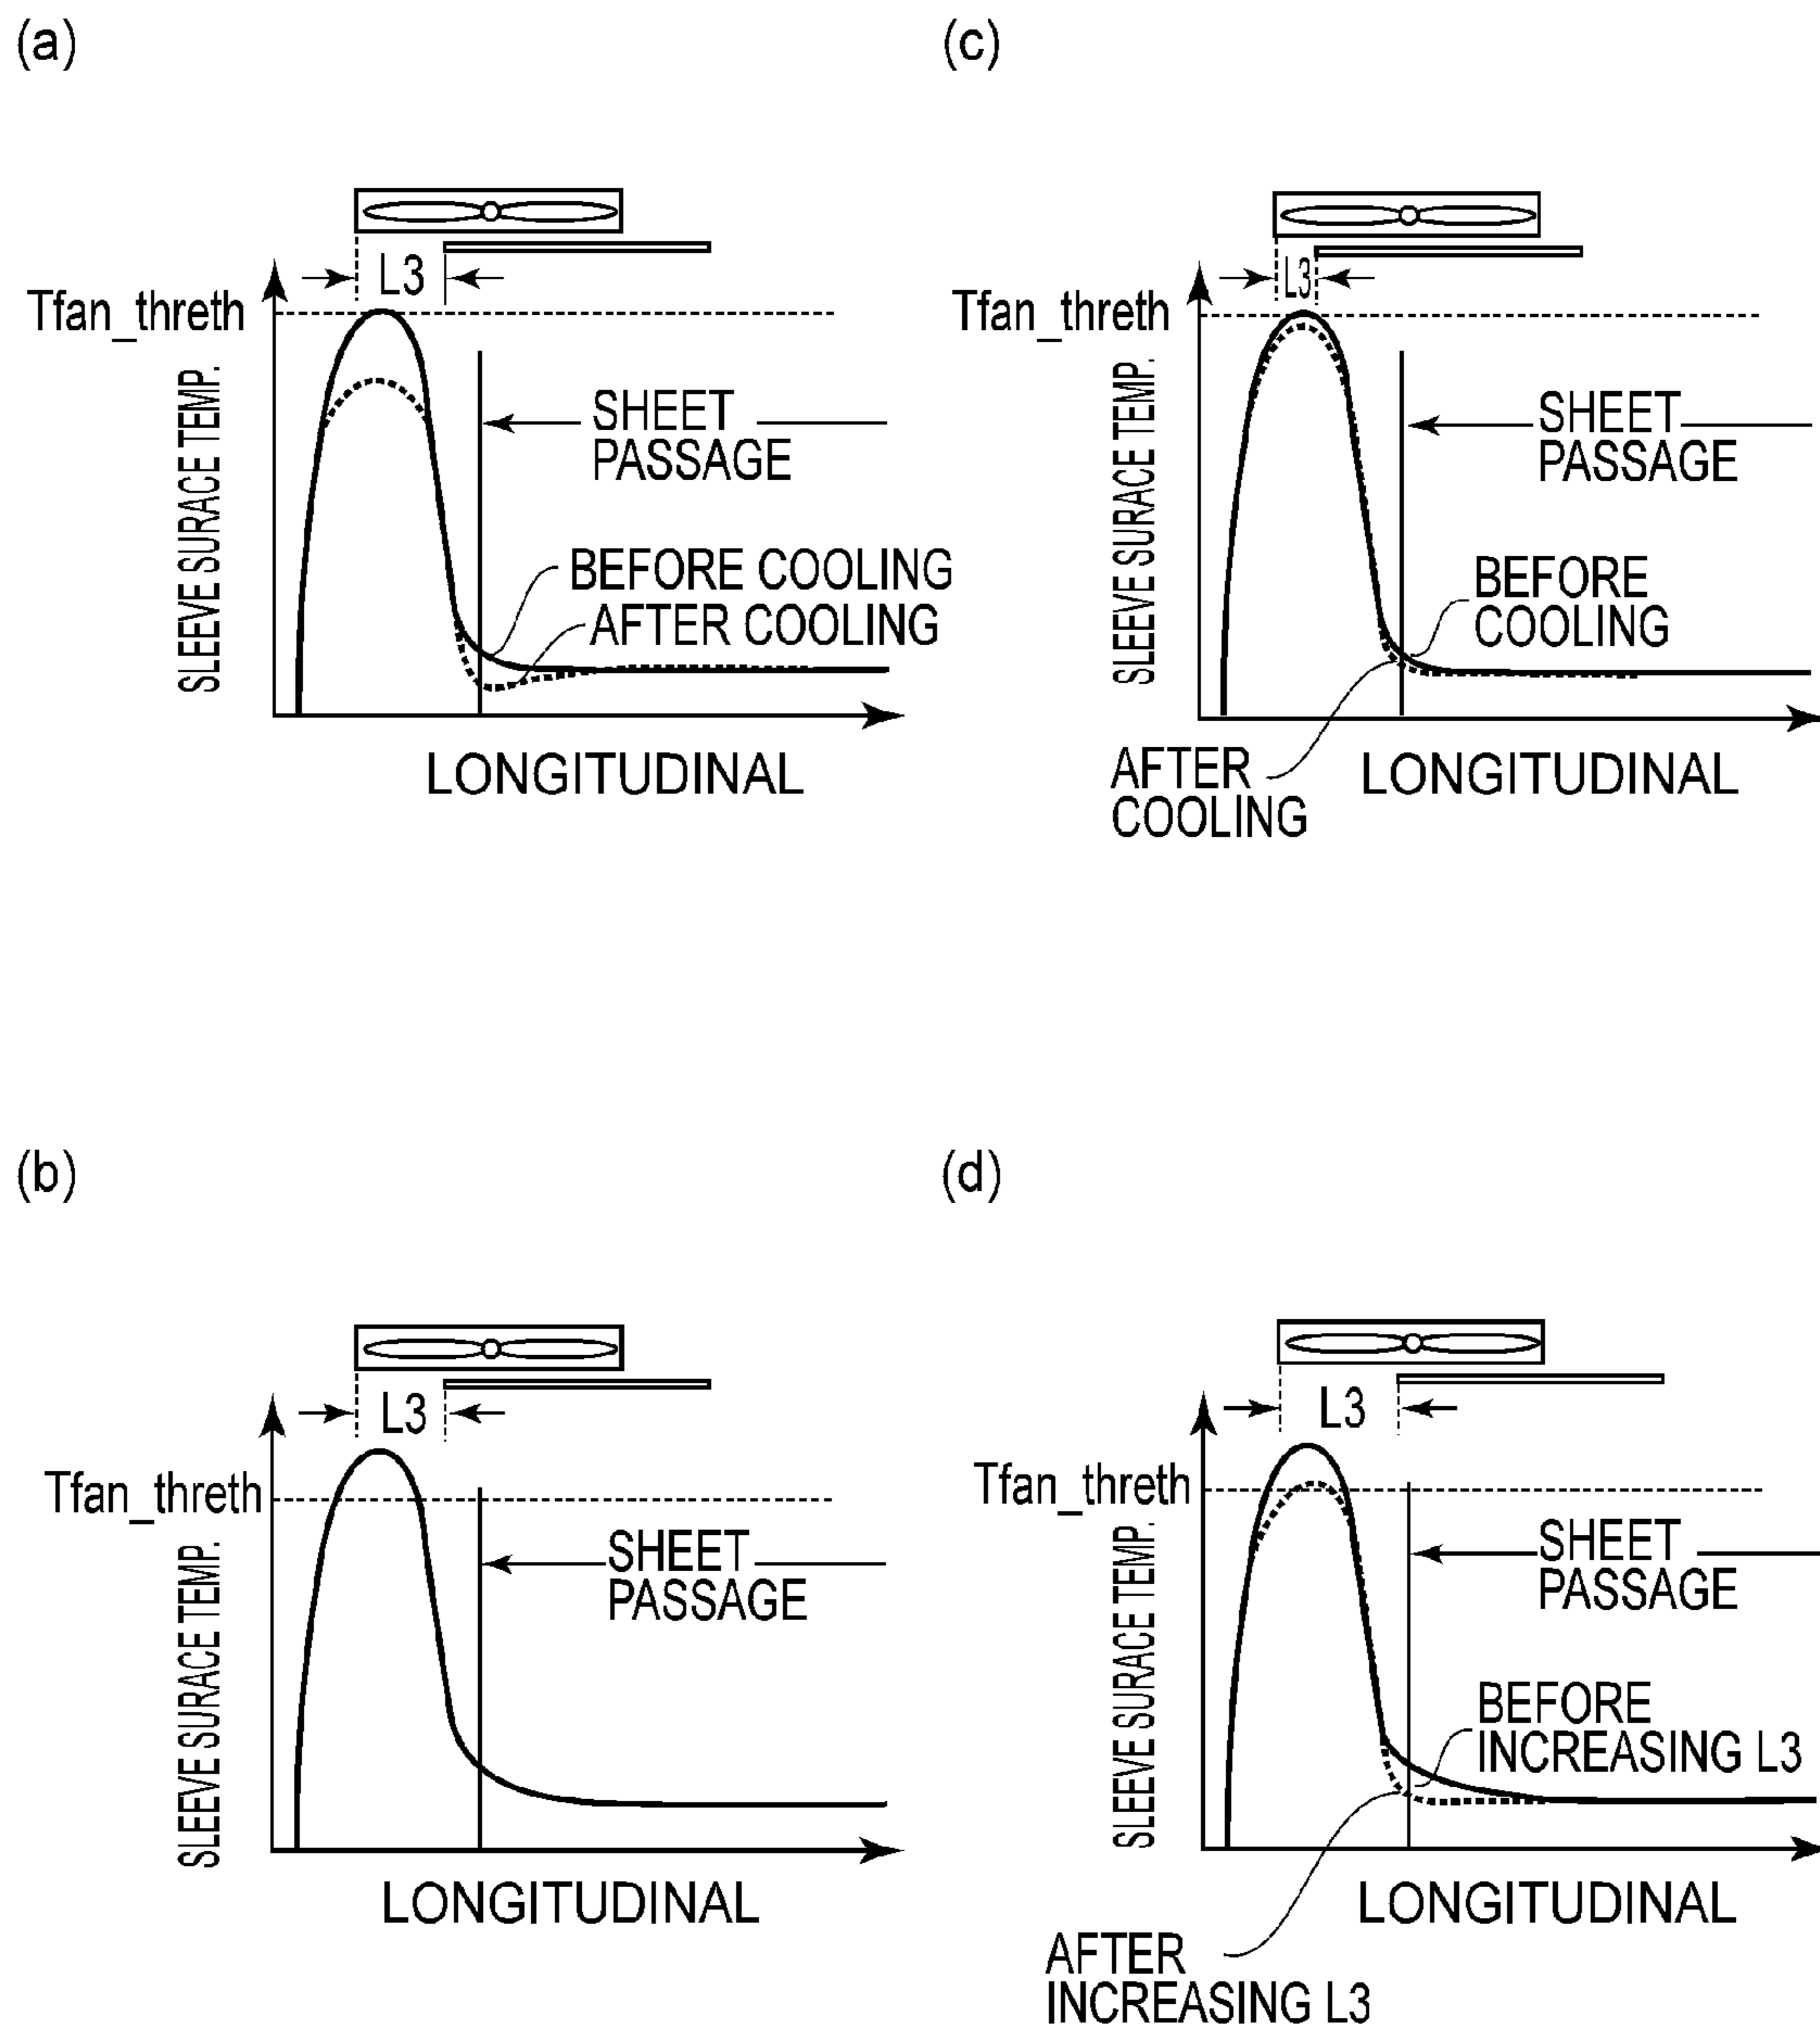 (a)
L3
Tfan_threth
SLEEVE SURACE TEMP.
SHEET
PASSAGE
BEFORE COOLING
AFTER COOLING
LONGITUDINAL
(c)
L3
Tfan_threth
SLEEVE SURACE TEMP.
SHEET
PASSAGE
BEFORE
COOLING
AFTER
COOLING
LONGITUDINAL
(b)
L3
Tfan_threth
SLEEVE SURACE TEMP.
SHEET
PASSAGE
LONGITUDINAL
(d)
L3
Tfan_threth
SLEEVE SURACE TEMP.
SHEET
PASSAGE
BEFORE
INCREASING L3
LONGITUDINAL
AFTER
INCREASING L3